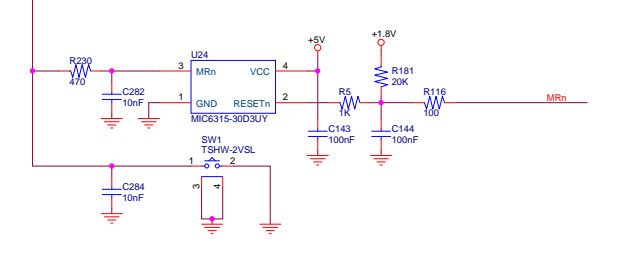 +5V
+1.8V
R230
470
C282
10nF
U24
3 MRn VCC 4
1 GND RESETn 2
MIC6315-30D3UY
R181
20K
R5
1K
R116
100
MRn
C143
100nF
C144
100nF
SW1
TSHW-2VSL
1 2
3 4
C284
10nF